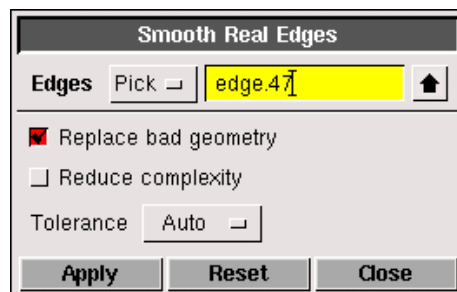 Smooth Real Edges
Edges Pick edge.47
Replace bad geometry
Reduce complexity
Tolerance Auto
Apply Reset Close